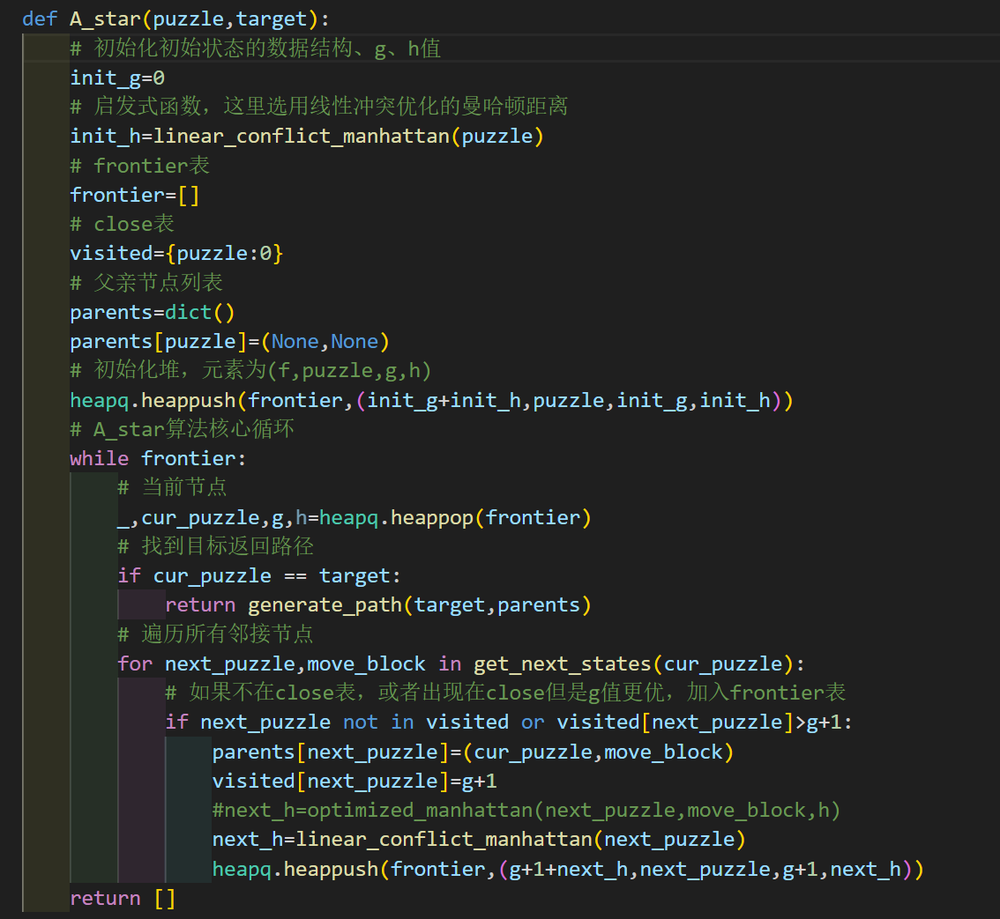 def A_star(puzzle,target):
    # 初始化初始状态的数据结构、g、h值
    init_g=0
    # 启发式函数，这里选用线性冲突优化的曼哈顿距离
    init_h=linear_conflict_manhattan(puzzle)
    # frontier表
    frontier=[]
    # close表
    visited={puzzle:0}
    # 父亲节点列表
    parents=dict()
    parents[puzzle]=(None,None)
    # 初始化堆，元素为(f,puzzle,g,h)
    heapq.heappush(frontier,(init_g+init_h,puzzle,init_g,init_h))
    # A_star算法核心循环
    while frontier:
        # 当前节点
        _,cur_puzzle,g,h=heapq.heappop(frontier)
        # 找到目标返回路径
        if cur_puzzle == target:
            return generate_path(target,parents)
        # 遍历所有邻接节点
        for next_puzzle,move_block in get_next_states(cur_puzzle):
            # 如果不在close表，或者出现在close但是g值更优，加入frontier表
            if next_puzzle not in visited or visited[next_puzzle]>g+1:
                parents[next_puzzle]=(cur_puzzle,move_block)
                visited[next_puzzle]=g+1
                #next_h=optimized_manhattan(next_puzzle,move_block,h)
                next_h=linear_conflict_manhattan(next_puzzle)
                heapq.heappush(frontier,(g+1+next_h,next_puzzle,g+1,next_h))
    return []